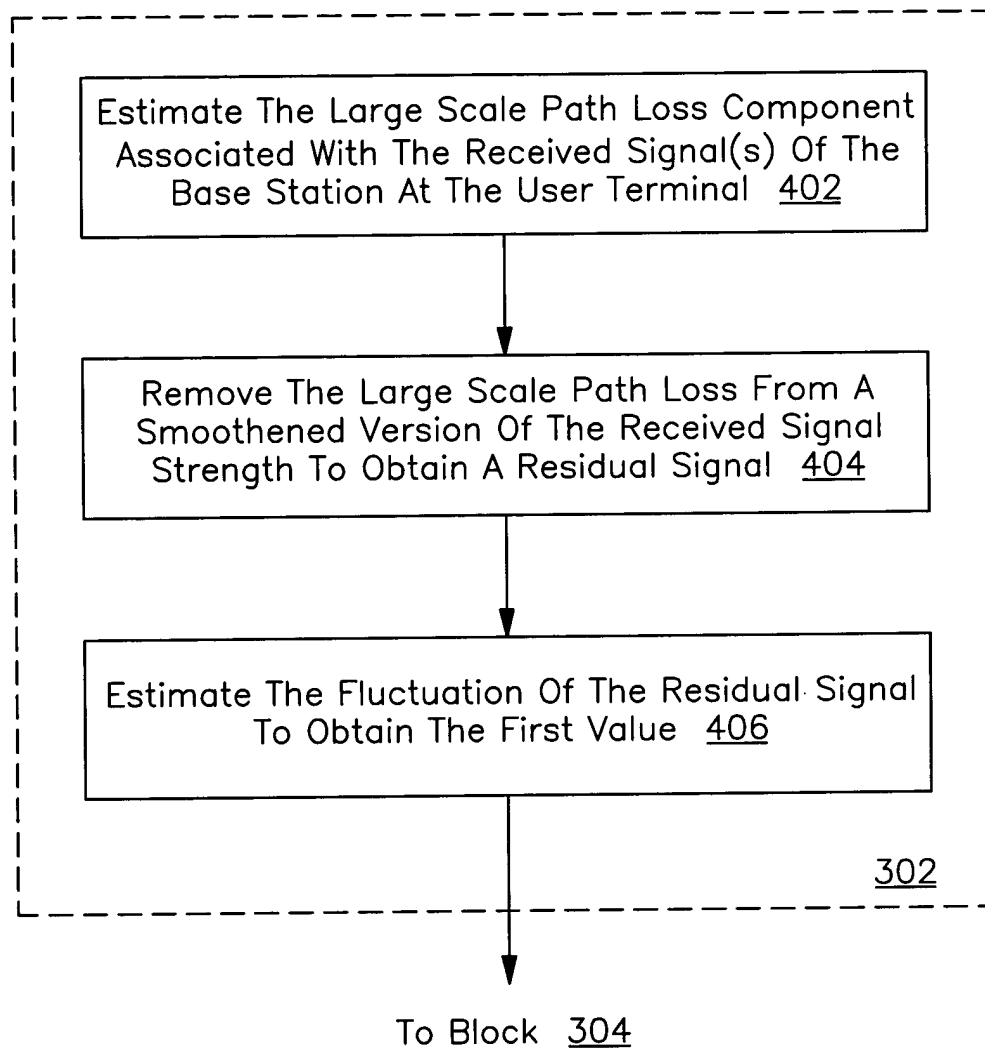 Estimate The Large Scale Path Loss Component
Associated With The Received Signal(s) Of The
Base Station At The User Terminal 402
Remove The Large Scale Path Loss From A
Smoothened Version Of The Received Signal
Strength To Obtain A Residual Signal 404
Estimate The Fluctuation Of The Residual Signal
To Obtain The First Value 406
302
To Block 304